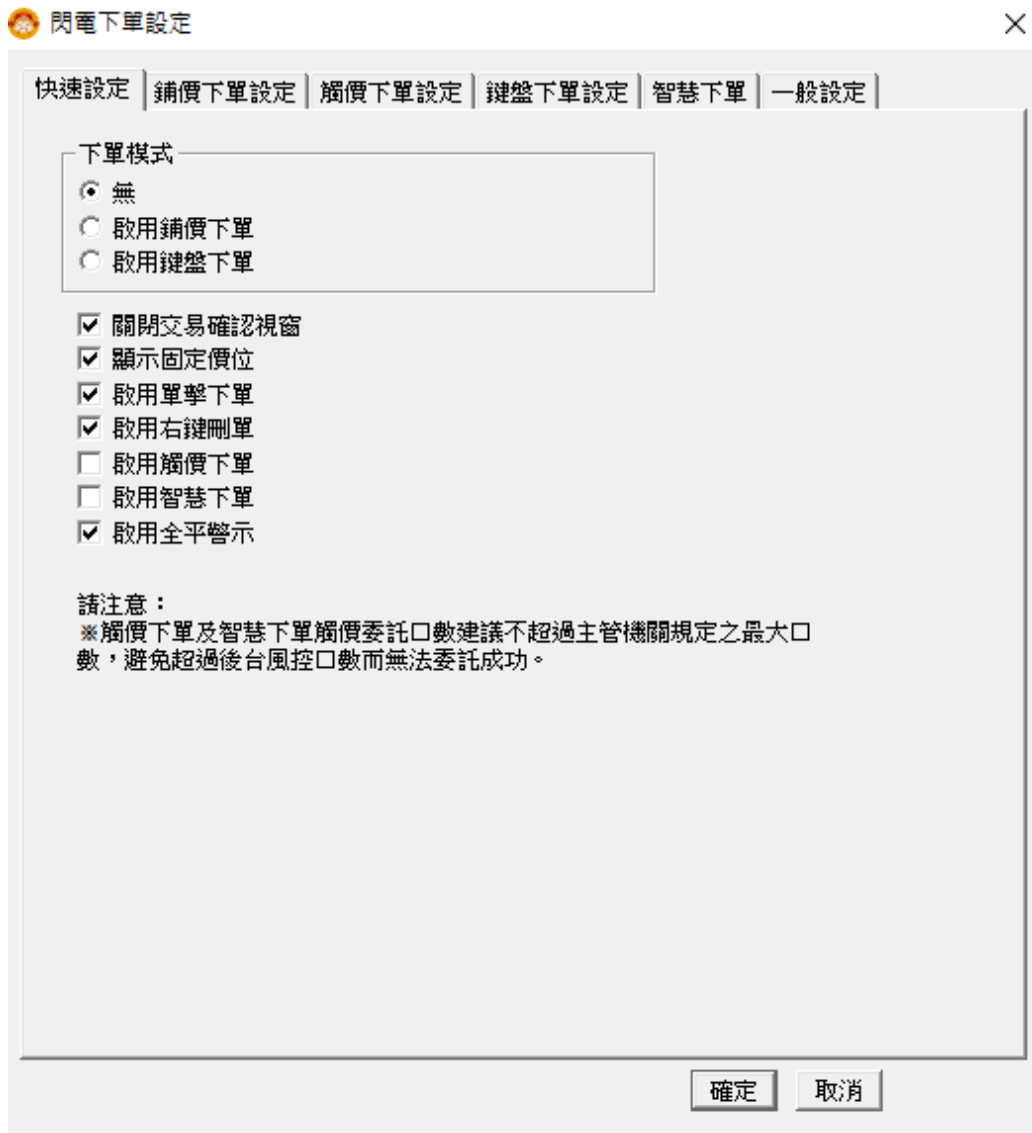 閃電下單設定
快速設定 鋪價下單設定 觸價下單設定 鍵盤下單設定 智慧下單 一般設定
下單模式
無
啟用鋪價下單
啟用鍵盤下單
關閉交易確認視窗
顯示固定價位
啟用單擊下單
啟用右鍵刪單
啟用觸價下單
啟用智慧下單
啟用全平警示
請注意：
※觸價下單及智慧下單觸價委託口數建議不超過主管機關規定之最大口
數，避免超過後台風控口數而無法委託成功。
確定 取消